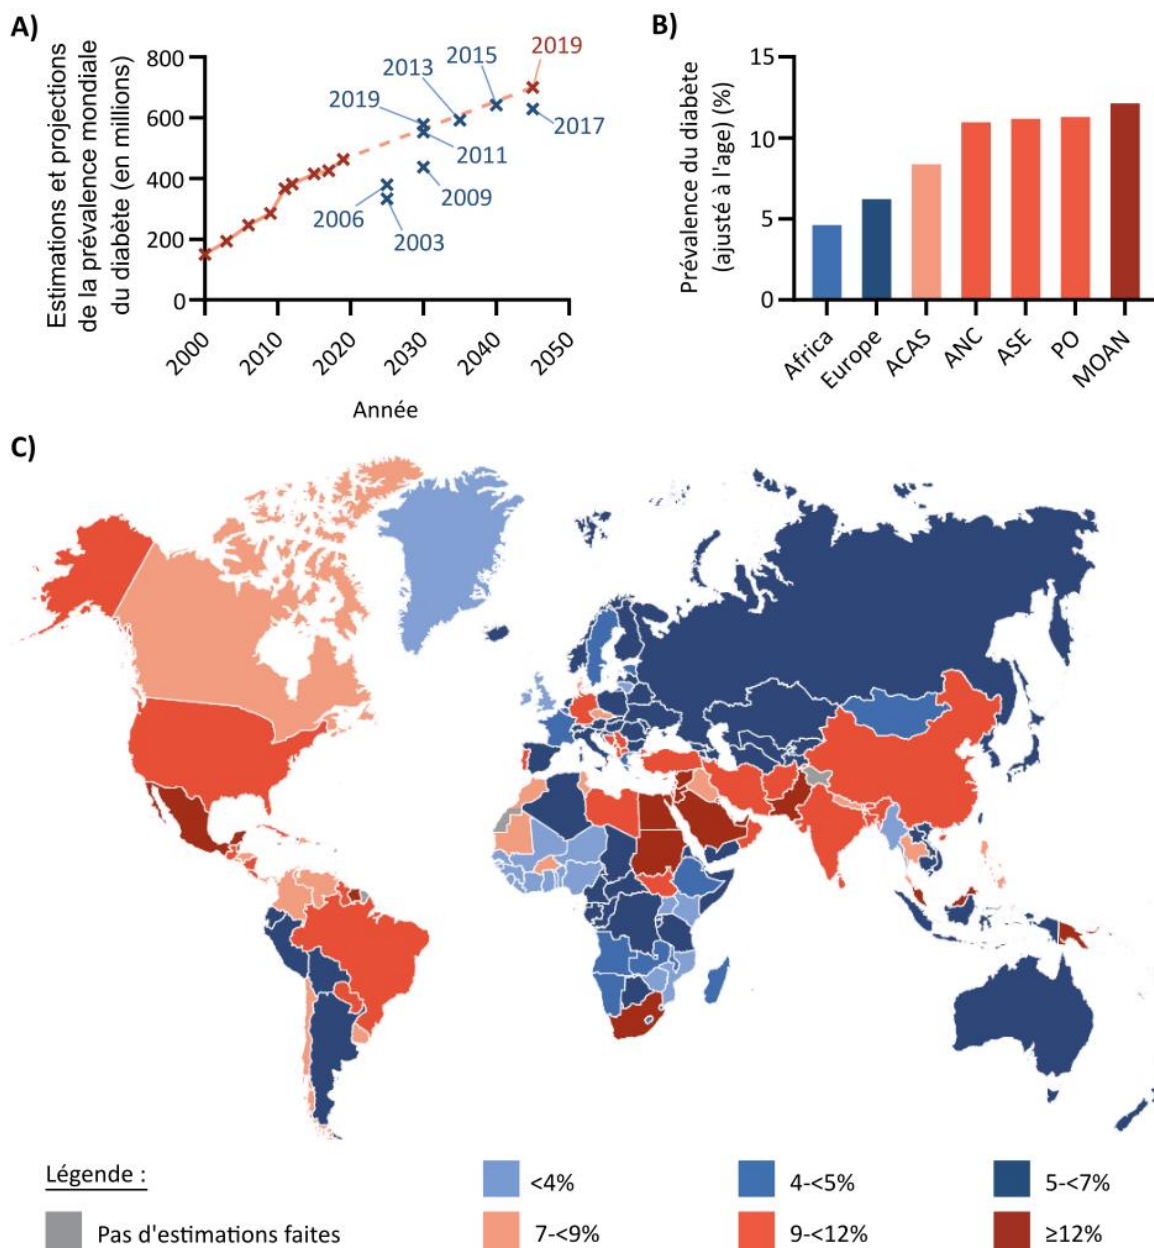 A)
Estimations et projections
de la prévalence mondiale
du diabète (en millions)
800
600
400
200
0
2000
2010
2020
2030
2040
2050
Année
2019
2015
2013
2019
2017
2011
2009
2006
2003
B)
Prévalence du diabète
(ajusté à l'age) (%)
15
10
5
0
Africa
Europe
ACAS
ANC
ASE
PO
MOAN
C)
Légende :
<4%
4-<5%
5-<7%
Pas d'estimations faites
7-<9%
9-<12%
≥12%